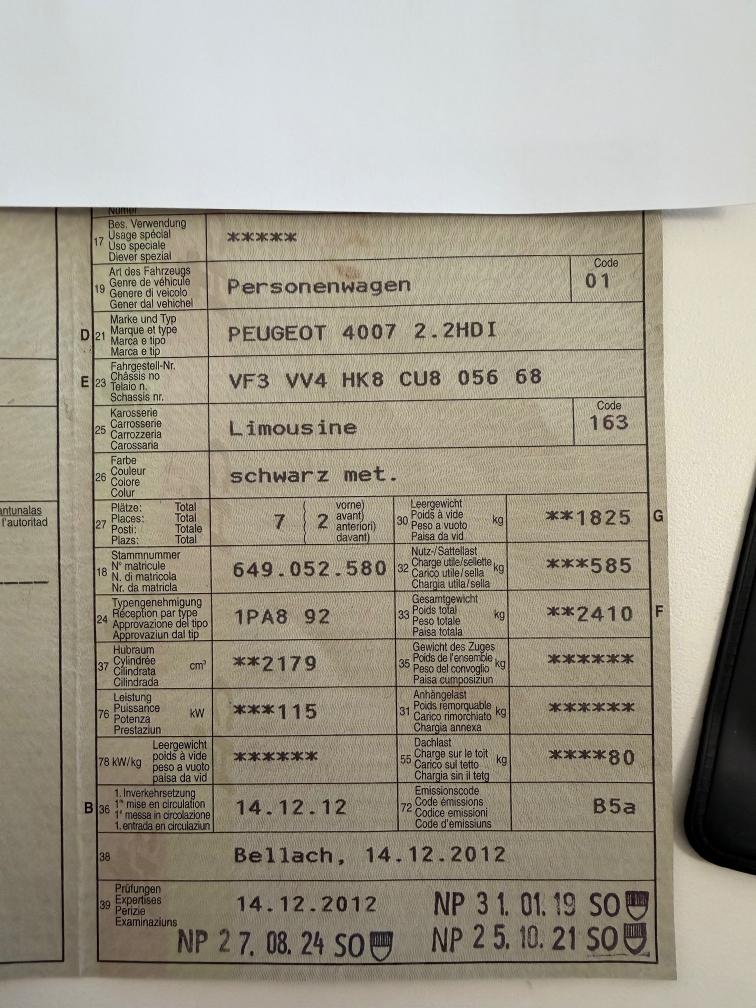 Bes. Verwendung
17 Usage spécial *****
Uso speciale
Diever spezial
Art des Fahrzeugs Code
19 Genre de véhicule Personenwagen 01
Genere di veicolo
Gener dal vehichel
Marke und Typ
D 21 Marque et type PEUGEOT 4007 2.2HDI
Marca e tipo
Marca e tip
Fahrgestell-Nr.
E 23 Châssis no VF3 VV4 HK8 CU8 056 68
Telaio n.
Schassis nr.
Karosserie Code
25 Carrosserie Limousine 163
Carrozzeria
Carossaria
Farbe
26 Couleur schwarz met.
Colore
Colur
antunalas
l'autoritad
Plätze: Total vorne)
27 Places: Total 7 2 avant)
Posti: Totale anteriori)
Plazs: Total davant)
Leergewicht
30 Poids à vide kg **1825 G
Peso a vuoto
Paisa da vid
Stammnummer
18 N° matricule 649.052.580
N. di matricola
Nr. da matricla
Nutz-/Sattellast
32 Charge utile/sellette kg ***585
Carico utile/sella
Chargia utila/sella
Typengenehmigung
24 Réception par type 1PA8 92
Approvazione del tipo
Approvaziun dal tip
Gesamtgewicht
33 Poids total kg **2410 F
Peso totale
Paisa totala
Hubraum
37 Cylindrée cm³ **2179
Cilindrata
Cilindrada
Gewicht des Zuges
35 Poids de l'ensemble kg ******
Peso del convoglio
Paisa cumposiziun
Leistung
76 Puissance kW ***115
Potenza
Prestaziun
Anhängelast
31 Poids remorquable kg ******
Carico rimorchiato
Chargia annexa
Leergewicht
78 kW/kg poids à vide ******
peso a vuoto
paisa da vid
Dachlast
55 Charge sur le toit kg ****80
Carico sul tetto
Chargia sin il tetg
1. Inverkehrsetzung
B 36 1re mise en circulation 14.12.12
1a messa in circolazione
1. entrada en circulaziun
Emissionscode
72 Code émissions B5a
Codice emissioni
Code d'emissiuns
38 Bellach, 14.12.2012
Prüfungen
39 Expertises 14.12.2012 NP 31.01.19 SO
Perizie
Examinaziuns
NP 27.08.24 SO NP 25.10.21 SO